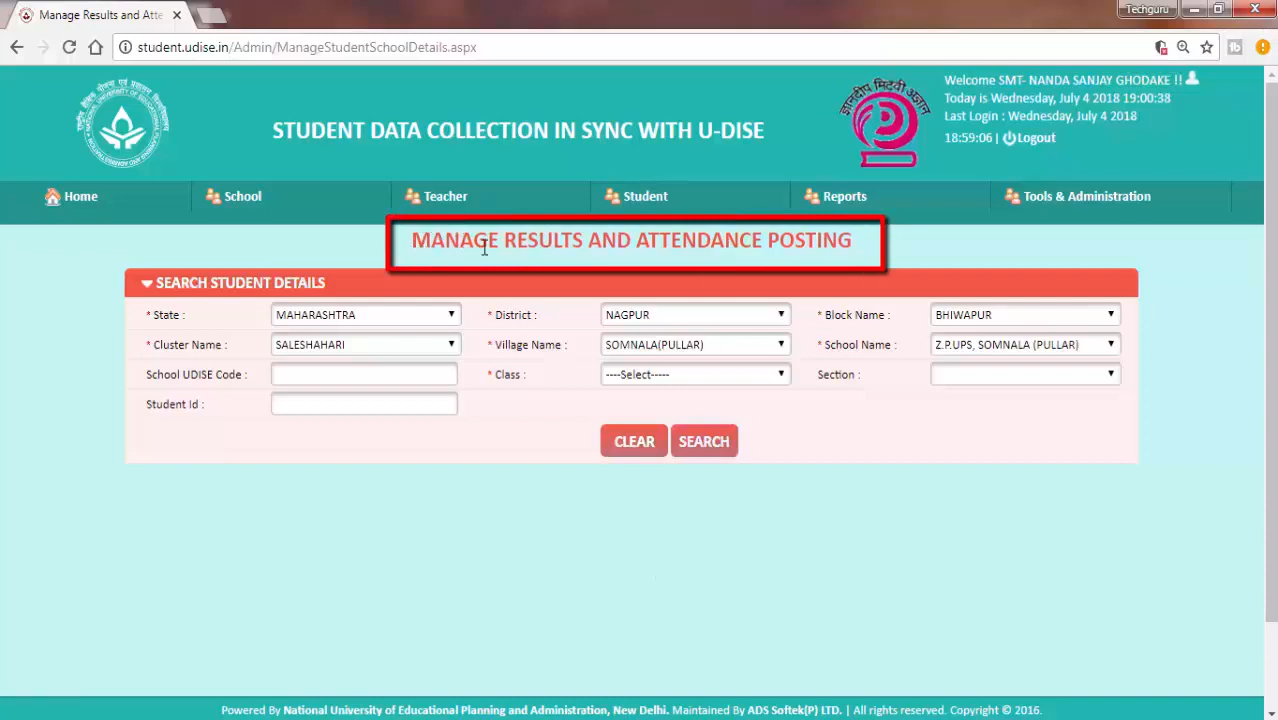 Manage Results and Atte
Techguru
student.udise.in/Admin/ManageStudentSchoolDetails.aspx
STUDENT DATA COLLECTION IN SYNC WITH U-DISE
Welcome SMT- NANDA SANJAY GHODAKE !!
Today is Wednesday, July 4 2018 19:00:38
Last Login : Wednesday, July 4 2018
18:59:06 | Logout
Home School Teacher Student Reports Tools & Administration
MANAGE RESULTS AND ATTENDANCE POSTING
SEARCH STUDENT DETAILS
* State : MAHARASHTRA * District : NAGPUR * Block Name : BHIWAPUR
* Cluster Name : SALESHAHARI * Village Name : SOMNALA(PULLAR) * School Name : Z.P.UPS, SOMNALA (PULLAR)
School UDISE Code : * Class : ----Select----- Section :
Student Id :
CLEAR SEARCH
Powered By National University of Educational Planning and Administration, New Delhi. Maintained By ADS Softek(P) LTD. | All rights reserved. Copyright © 2016.